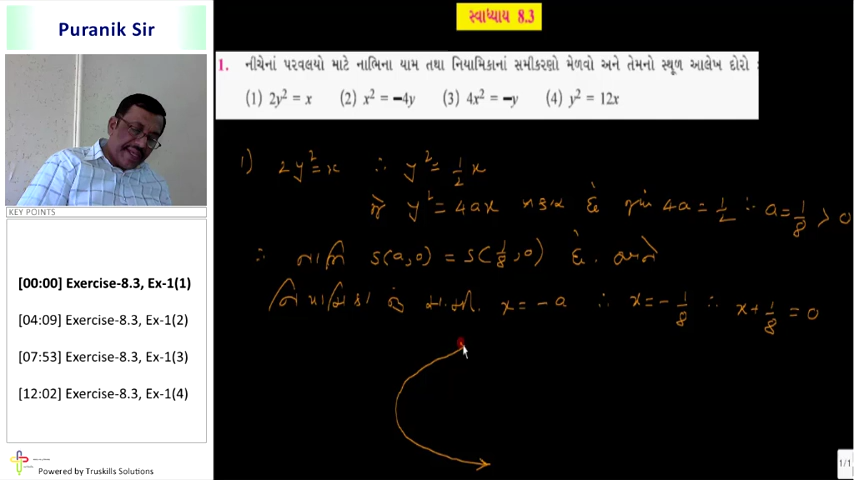 Puranik Sir
KEY POINTS
[00:00] Exercise-8.3, Ex-1(1)
[04:09] Exercise-8.3, Ex-1(2)
[07:53] Exercise-8.3, Ex-1(3)
[12:02] Exercise-8.3, Ex-1(4)
Powered by Truskills Solutions
સ્વાધ્યાય 8.3
1. નીચેનાં પરવલયો માટે નાભિના યામ તથા નિયામિકાનાં સમીકરણો મેળવો અને તેમનો સ્થૂળ આલેખ દોરો :
(1) 2y² = x (2) x² = −4y (3) 4x² = −y (4) y² = 12x
1) 2y² = x ∴ y² = 1/2 x
જે y² = 4ax છે જ્યાં 4a = 1/2 ∴ a = 1/8 > 0
∴ નાભિ S(a,0) = S(1/8, 0) છે. અને
નિયામિકા નું સમી. x = −a ∴ x = −1/8 ∴ x + 1/8 = 0
1/1